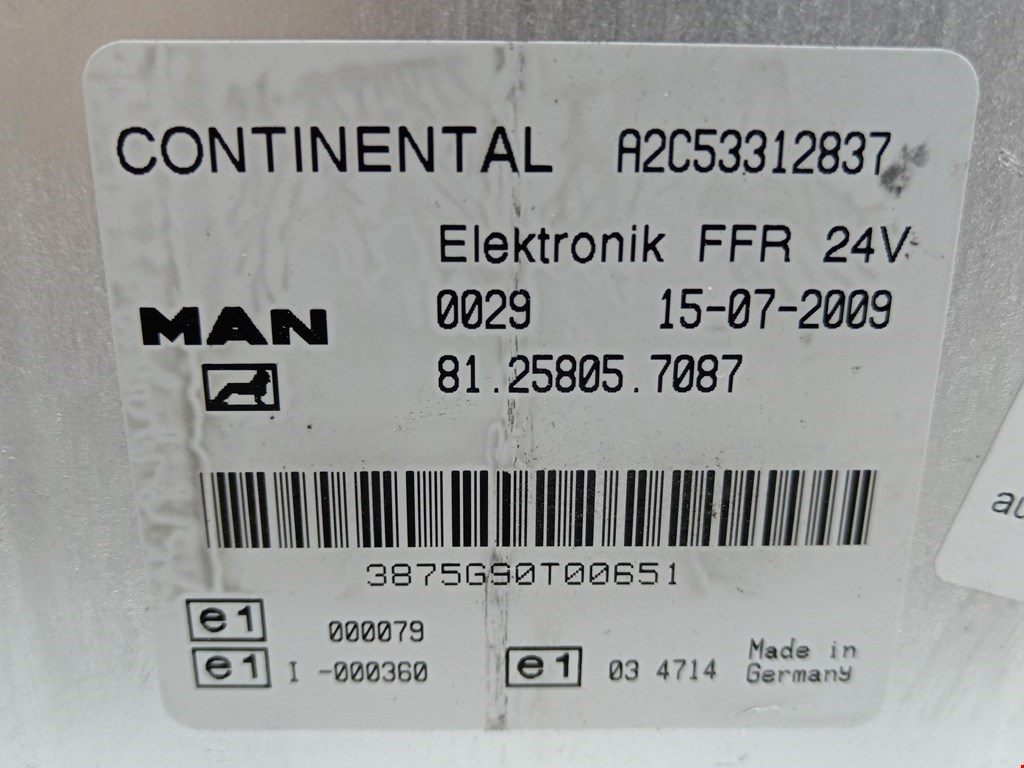 CONTINENTAL A2C53312837
Elektronik FFR 24V
MAN 0029 15-07-2009
81.25805.7087
3875G90T00651
e1 000079
e1 I -000360
e1 03 4714
Made in
Germany